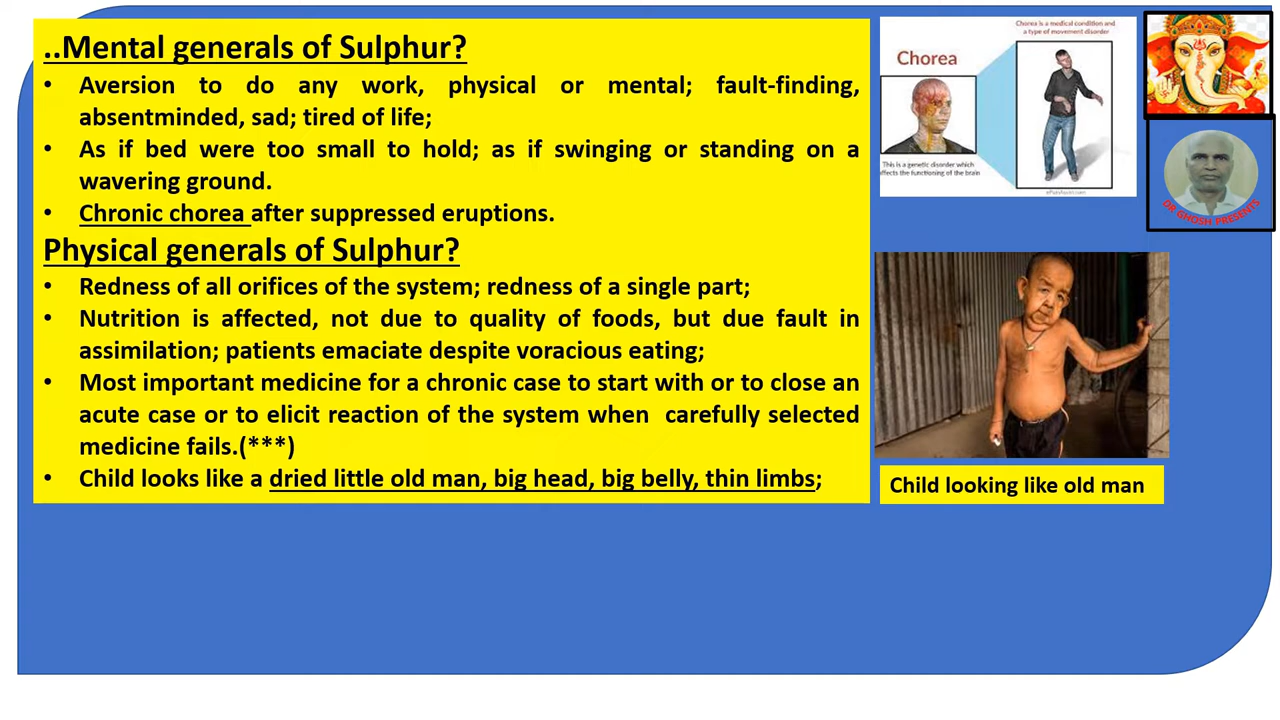 ..Mental generals of Sulphur?
• Aversion to do any work, physical or mental; fault-finding,
absentminded, sad; tired of life;
• As if bed were too small to hold; as if swinging or standing on a
wavering ground.
• Chronic chorea after suppressed eruptions.
Physical generals of Sulphur?
• Redness of all orifices of the system; redness of a single part;
• Nutrition is affected, not due to quality of foods, but due fault in
assimilation; patients emaciate despite voracious eating;
• Most important medicine for a chronic case to start with or to close an
acute case or to elicit reaction of the system when carefully selected
medicine fails.(***)
• Child looks like a dried little old man, big head, big belly, thin limbs;
Chorea is a medical condition and
a type of movement disorder
Chorea
This is a genetic disorder which
affects the functioning of the brain
DR GHOSH PRESENTS
Child looking like old man